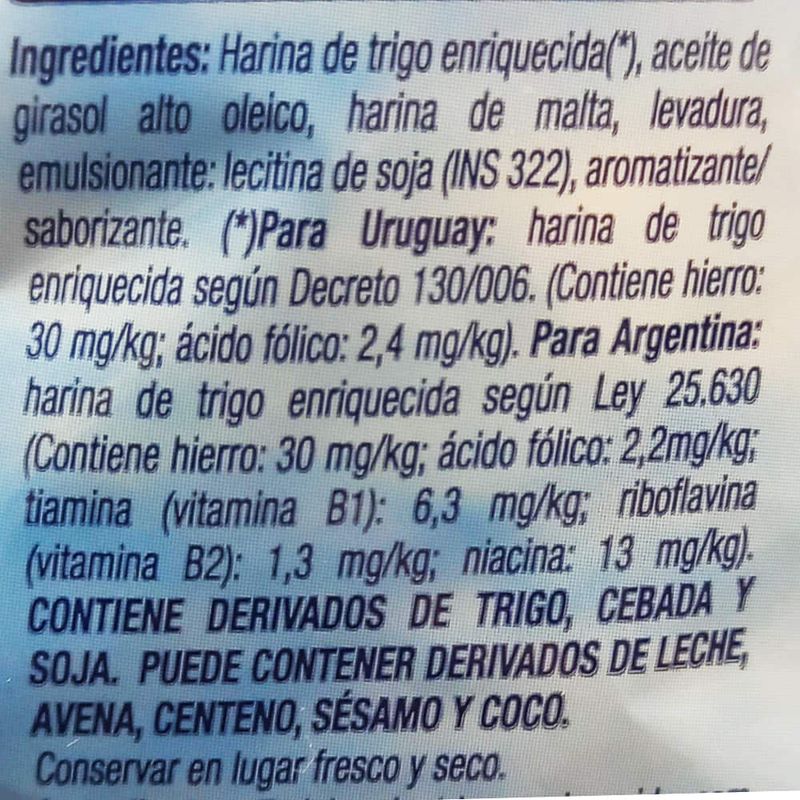 Ingredientes: Harina de trigo enriquecida(*), aceite de
girasol alto oleico, harina de malta, levadura,
emulsionante: lecitina de soja (INS 322), aromatizante/
saborizante. (*)Para Uruguay: harina de trigo
enriquecida según Decreto 130/006. (Contiene hierro:
30 mg/kg; ácido fólico: 2,4 mg/kg). Para Argentina:
harina de trigo enriquecida según Ley 25.630
(Contiene hierro: 30 mg/kg; ácido fólico: 2,2mg/kg;
tiamina (vitamina B1): 6,3 mg/kg; riboflavina
(vitamina B2): 1,3 mg/kg; niacina: 13 mg/kg).
CONTIENE DERIVADOS DE TRIGO, CEBADA Y
SOJA. PUEDE CONTENER DERIVADOS DE LECHE,
AVENA, CENTENO, SÉSAMO Y COCO.
Conservar en lugar fresco y seco.